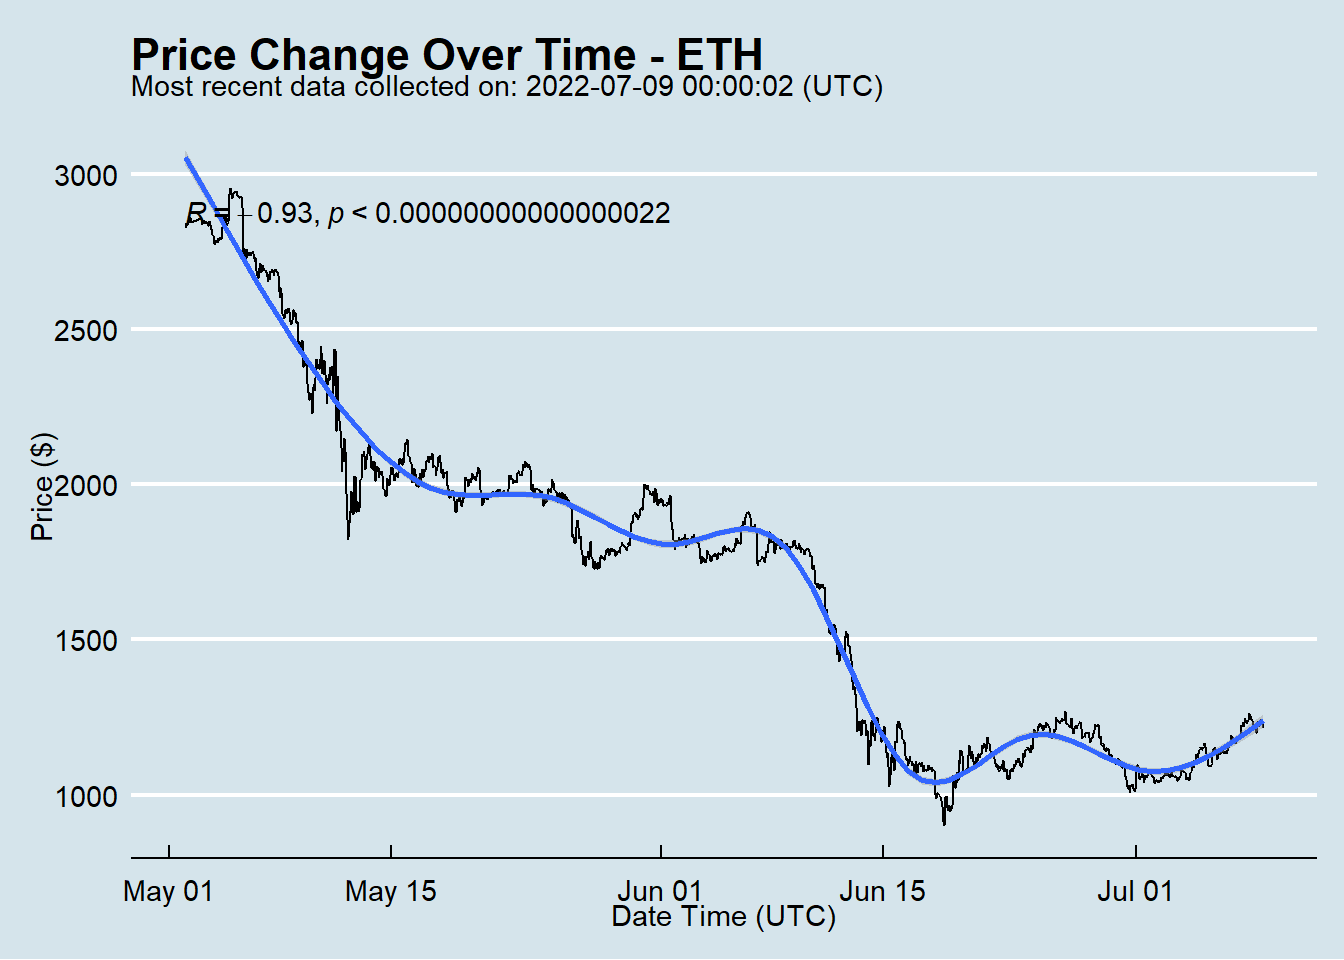 Price Change Over Time - ETH
Most recent data collected on: 2022-07-09 00:00:02 (UTC)
3000
R = −0.93, p < 0.00000000000000022
2500
2000
1500
1000
Price ($)
May 01
May 15
Jun 01
Jun 15
Jul 01
Date Time (UTC)